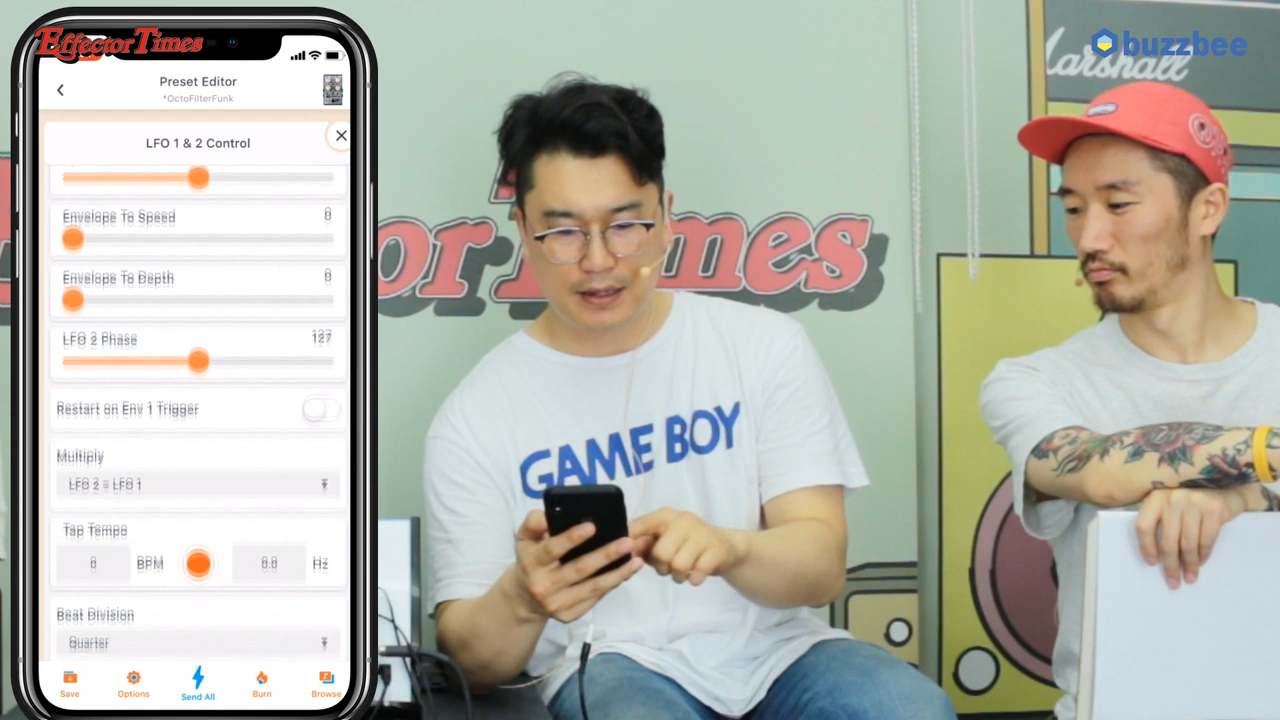 Effector Times
Preset Editor
*OctoFilterFunk
LFO 1 & 2 Control
Envelope To Speed
0
Envelope To Depth
0
LFO 2 Phase
127
Restart on Env 1 Trigger
Multiply
LFO 2 = LFO 1
Tap Tempo
0
BPM
0.0
Hz
Beat Division
Quarter
Save
Options
Send All
Burn
Browse
or Times
GAME BOY
Marshall
buzzbee